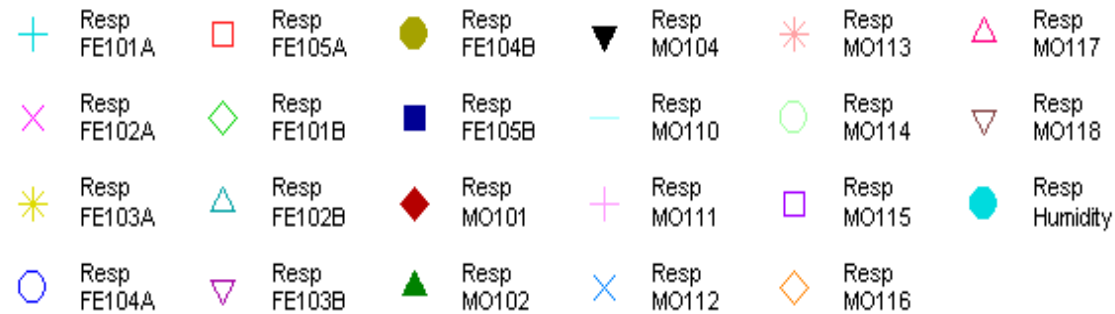 Resp
FE101A
Resp
FE105A
Resp
FE104B
Resp
MO104
Resp
MO113
Resp
MO117
Resp
FE102A
Resp
FE101B
Resp
FE105B
Resp
MO110
Resp
MO114
Resp
MO118
Resp
FE103A
Resp
FE102B
Resp
MO101
Resp
MO111
Resp
MO115
Resp
Humidity
Resp
FE104A
Resp
FE103B
Resp
MO102
Resp
MO112
Resp
MO116